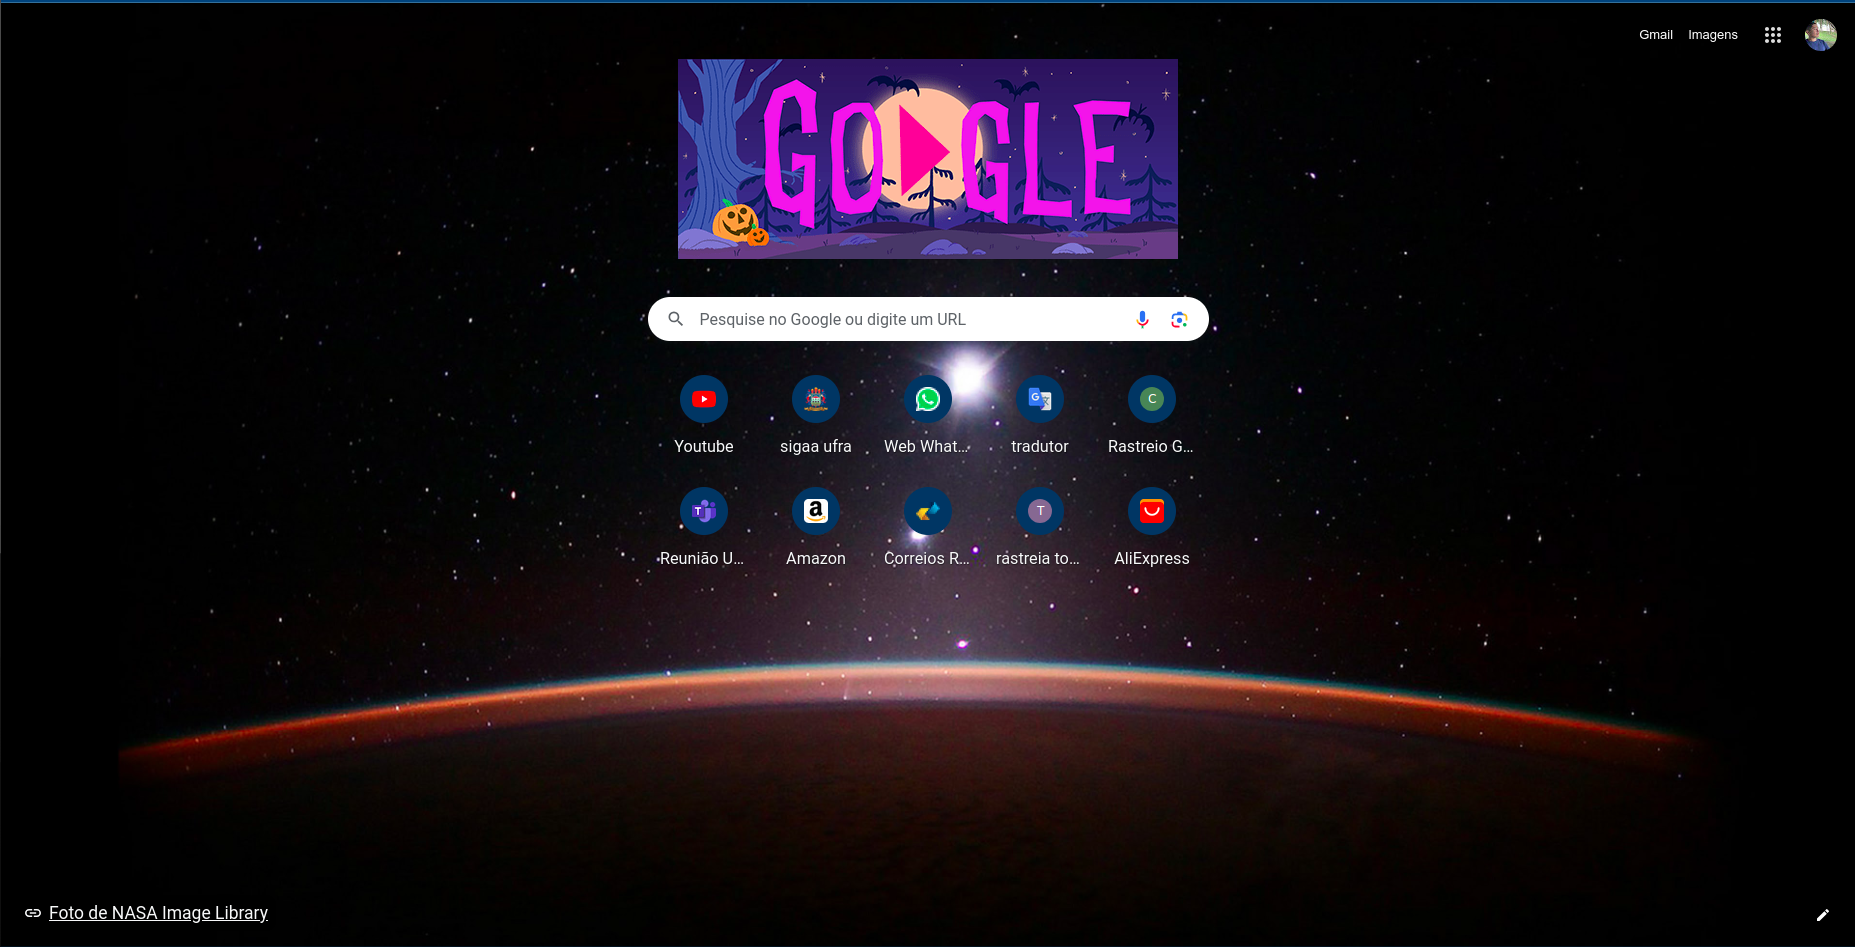 Gmail Imagens
GOOGLE
Pesquise no Google ou digite um URL
Youtube sigaa ufra Web What... tradutor Rastreio G...
Reunião U... Amazon Correios R... rastreia to... AliExpress
Foto de NASA Image Library